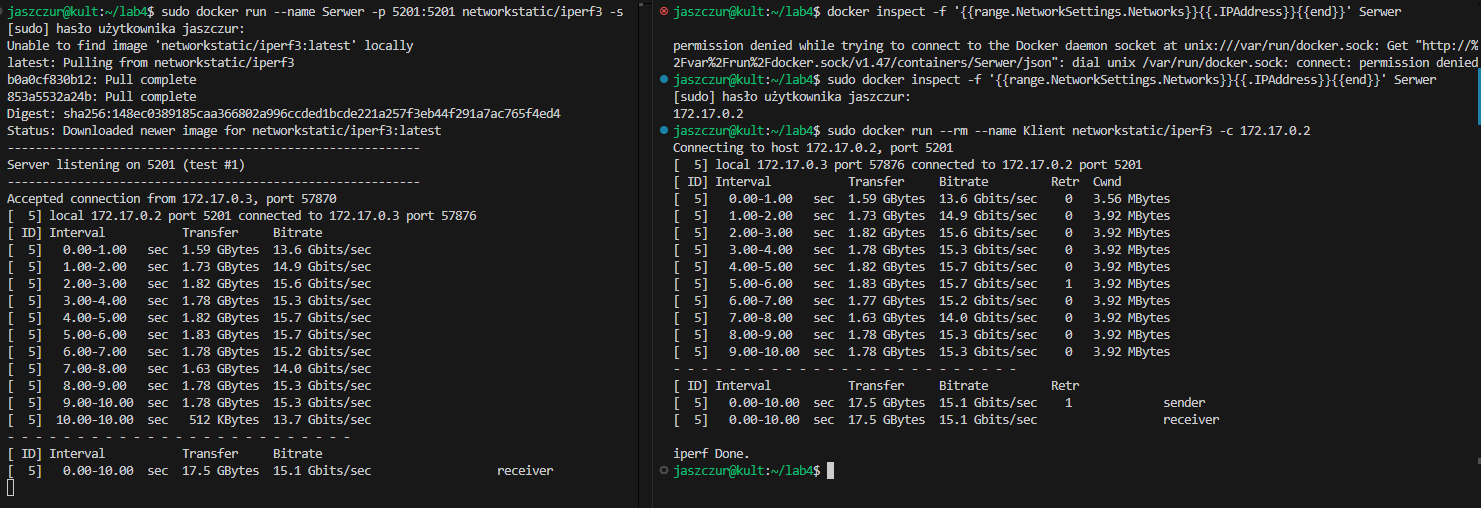 jaszczur@kult:~/lab4$ sudo docker run --name Serwer -p 5201:5201 networkstatic/iperf3 -s
[sudo] hasło użytkownika jaszczur:
Unable to find image 'networkstatic/iperf3:latest' locally
latest: Pulling from networkstatic/iperf3
b0a0cf830b12: Pull complete
853a5532a24b: Pull complete
Digest: sha256:148ec0389185caa366802a996ccded1bcde221a257f3eb44f291a7ac765f4ed4
Status: Downloaded newer image for networkstatic/iperf3:latest
-----------------------------------------------------------
Server listening on 5201 (test #1)
-----------------------------------------------------------
Accepted connection from 172.17.0.3, port 57870
[  5] local 172.17.0.2 port 5201 connected to 172.17.0.3 port 57876
[ ID] Interval           Transfer     Bitrate
[  5]   0.00-1.00   sec  1.59 GBytes  13.6 Gbits/sec
[  5]   1.00-2.00   sec  1.73 GBytes  14.9 Gbits/sec
[  5]   2.00-3.00   sec  1.82 GBytes  15.6 Gbits/sec
[  5]   3.00-4.00   sec  1.78 GBytes  15.3 Gbits/sec
[  5]   4.00-5.00   sec  1.82 GBytes  15.7 Gbits/sec
[  5]   5.00-6.00   sec  1.83 GBytes  15.7 Gbits/sec
[  5]   6.00-7.00   sec  1.78 GBytes  15.2 Gbits/sec
[  5]   7.00-8.00   sec  1.63 GBytes  14.0 Gbits/sec
[  5]   8.00-9.00   sec  1.78 GBytes  15.3 Gbits/sec
[  5]   9.00-10.00  sec  1.78 GBytes  15.3 Gbits/sec
[  5]  10.00-10.00  sec   512 KBytes  13.7 Gbits/sec
- - - - - - - - - - - - - - - - - - - - - - - - -
[ ID] Interval           Transfer     Bitrate
[  5]   0.00-10.00  sec  17.5 GBytes  15.1 Gbits/sec                  receiver
jaszczur@kult:~/lab4$ docker inspect -f '{{range.NetworkSettings.Networks}}{{.IPAddress}}{{end}}' Serwer
permission denied while trying to connect to the Docker daemon socket at unix:///var/run/docker.sock: Get "http://%
2Fvar%2Frun%2Fdocker.sock/v1.47/containers/Serwer/json": dial unix /var/run/docker.sock: connect: permission denied
jaszczur@kult:~/lab4$ sudo docker inspect -f '{{range.NetworkSettings.Networks}}{{.IPAddress}}{{end}}' Serwer
[sudo] hasło użytkownika jaszczur:
172.17.0.2
jaszczur@kult:~/lab4$ sudo docker run --rm --name Klient networkstatic/iperf3 -c 172.17.0.2
Connecting to host 172.17.0.2, port 5201
[  5] local 172.17.0.3 port 57876 connected to 172.17.0.2 port 5201
[ ID] Interval           Transfer     Bitrate         Retr  Cwnd
[  5]   0.00-1.00   sec  1.59 GBytes  13.6 Gbits/sec    0   3.56 MBytes
[  5]   1.00-2.00   sec  1.73 GBytes  14.9 Gbits/sec    0   3.92 MBytes
[  5]   2.00-3.00   sec  1.82 GBytes  15.6 Gbits/sec    0   3.92 MBytes
[  5]   3.00-4.00   sec  1.78 GBytes  15.3 Gbits/sec    0   3.92 MBytes
[  5]   4.00-5.00   sec  1.82 GBytes  15.7 Gbits/sec    0   3.92 MBytes
[  5]   5.00-6.00   sec  1.83 GBytes  15.7 Gbits/sec    1   3.92 MBytes
[  5]   6.00-7.00   sec  1.77 GBytes  15.2 Gbits/sec    0   3.92 MBytes
[  5]   7.00-8.00   sec  1.63 GBytes  14.0 Gbits/sec    0   3.92 MBytes
[  5]   8.00-9.00   sec  1.78 GBytes  15.3 Gbits/sec    0   3.92 MBytes
[  5]   9.00-10.00  sec  1.78 GBytes  15.3 Gbits/sec    0   3.92 MBytes
- - - - - - - - - - - - - - - - - - - - - - - - -
[ ID] Interval           Transfer     Bitrate         Retr
[  5]   0.00-10.00  sec  17.5 GBytes  15.1 Gbits/sec    1             sender
[  5]   0.00-10.00  sec  17.5 GBytes  15.1 Gbits/sec                  receiver
iperf Done.
jaszczur@kult:~/lab4$